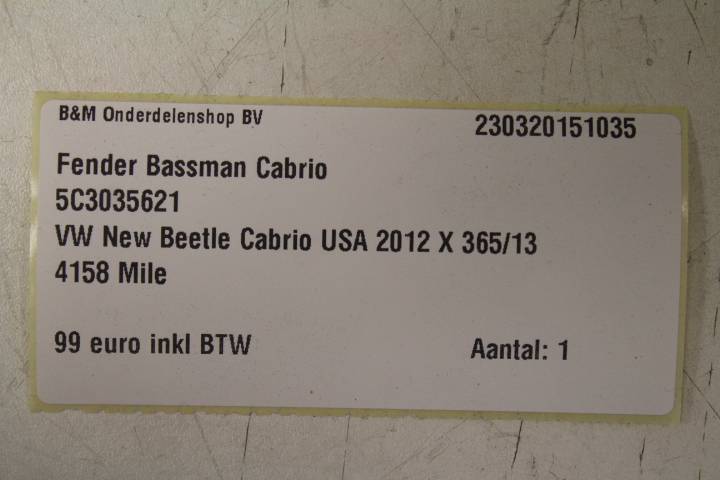 B&M Onderdelenshop BV 230320151035
Fender Bassman Cabrio
5C3035621
VW New Beetle Cabrio USA 2012 X 365/13
4158 Mile
99 euro inkl BTW Aantal: 1